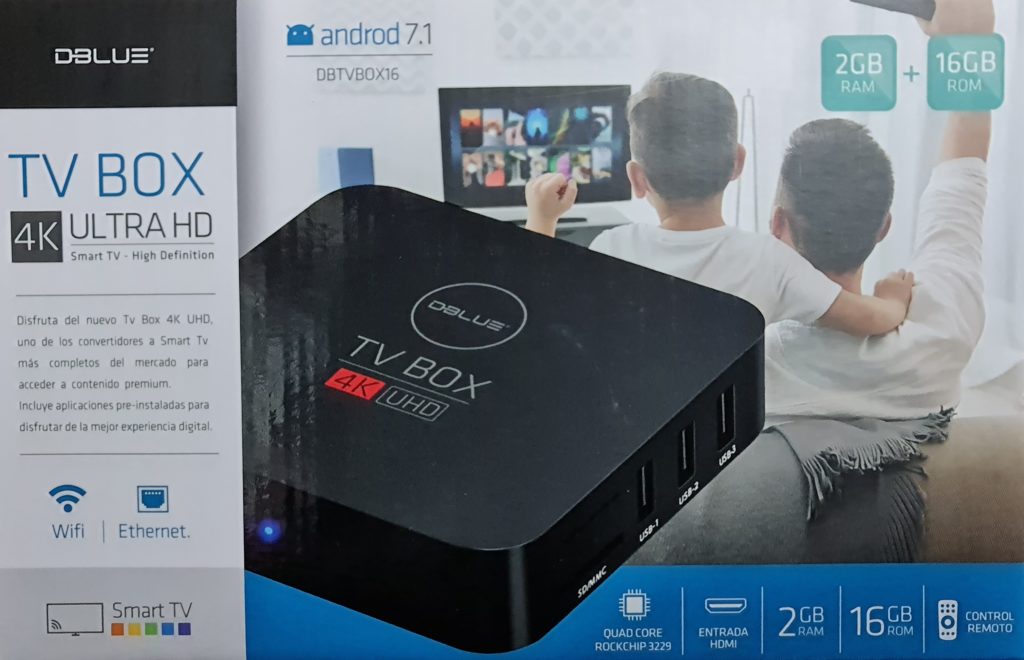 D-BLUE
TV BOX
4K ULTRA HD
Smart TV - High Definition
Disfruta del nuevo Tv Box 4K UHD,
uno de los convertidores a Smart Tv
más completos del mercado para
acceder a contenido premium.
Incluye aplicaciones pre-instaladas para
disfrutar de la mejor experiencia digital.
Wifi | Ethernet.
Smart TV
androd 7.1
DBTVBOX16
2GB
RAM
+
16GB
ROM
D-BLUE
TV BOX
4K UHD
USB-3
USB-2
USB-1
SD/MMC
QUAD CORE
ROCKCHIP 3229
ENTRADA
HDMI
2GB
RAM
16GB
ROM
CONTROL
REMOTO